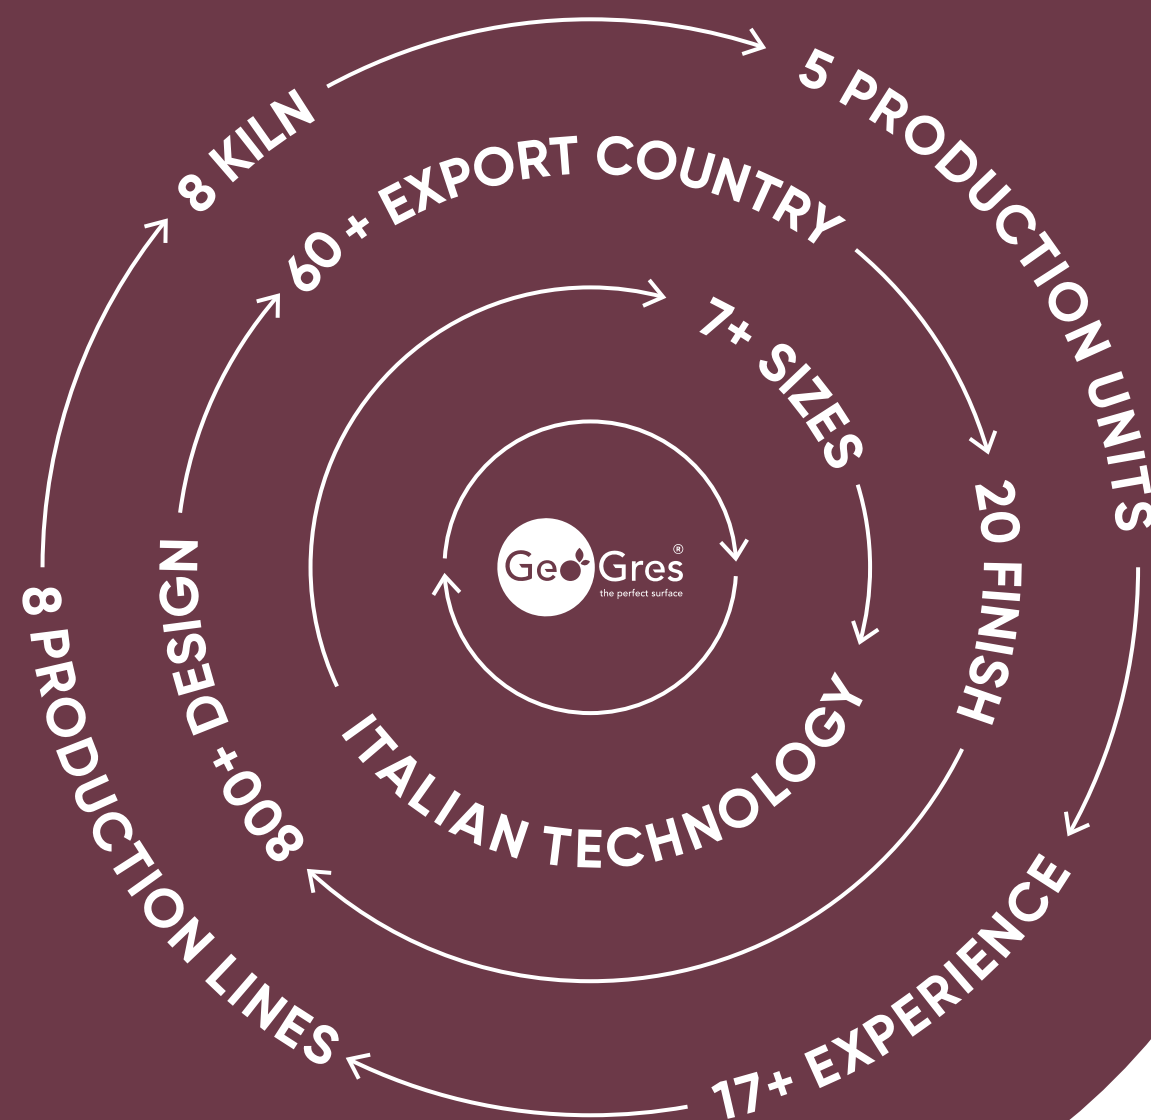 8 KILN
5 PRODUCTION UNITS
60+ EXPORT COUNTRY
7+ SIZES
20 FINISH
GeoGres®
the perfect surface
ITALIAN TECHNOLOGY
800+ DESIGN
8 PRODUCTION LINES
17+ EXPERIENCE